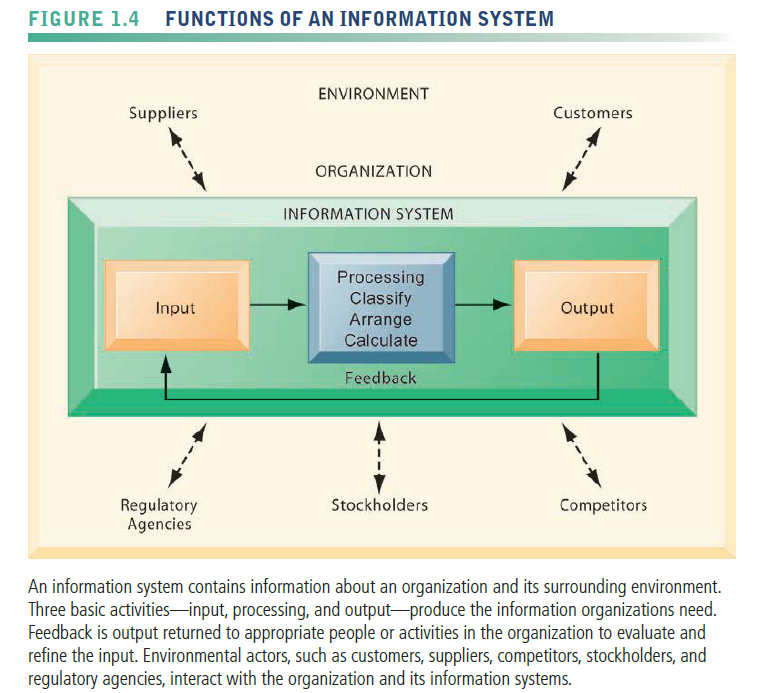 FIGURE 1.4 FUNCTIONS OF AN INFORMATION SYSTEM
ENVIRONMENT
Suppliers
Customers
ORGANIZATION
INFORMATION SYSTEM
Input
Processing
Classify
Arrange
Calculate
Output
Feedback
Regulatory
Agencies
Stockholders
Competitors
An information system contains information about an organization and its surrounding environment.
Three basic activities—input, processing, and output—produce the information organizations need.
Feedback is output returned to appropriate people or activities in the organization to evaluate and
refine the input. Environmental actors, such as customers, suppliers, competitors, stockholders, and
regulatory agencies, interact with the organization and its information systems.